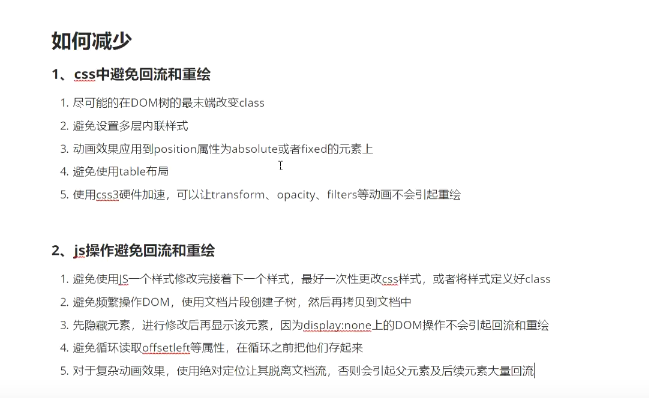 如何减少
1、css中避免回流和重绘
1. 尽可能的在DOM树的最末端改变class
2. 避免设置多层内联样式
3. 动画效果应用到position属性为absolute或者fixed的元素上
4. 避免使用table布局
5. 使用css3硬件加速，可以让transform、opacity、filters等动画不会引起重绘
2、js操作避免回流和重绘
1. 避免使用JS一个样式修改完接着下一个样式，最好一次性更改css样式，或者将样式定义好class
2. 避免频繁操作DOM，使用文档片段创建子树，然后再拷贝到文档中
3. 先隐藏元素，进行修改后再显示该元素，因为display:none上的DOM操作不会引起回流和重绘
4. 避免循环读取offsetleft等属性，在循环之前把他们存起来
5. 对于复杂动画效果，使用绝对定位让其脱离文档流，否则会引起父元素及后续元素大量回流